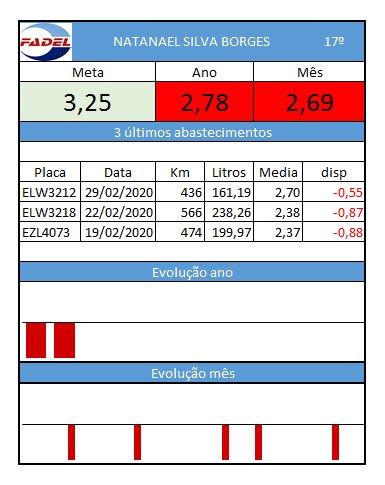 FADEL NATANAEL SILVA BORGES 17º
Meta Ano Mês
3,25 2,78 2,69
3 últimos abastecimentos
Placa Data Km Litros Media disp
ELW3212 29/02/2020 436 161,19 2,70 -0,55
ELW3218 22/02/2020 566 238,26 2,38 -0,87
EZL4073 19/02/2020 474 199,97 2,37 -0,88
Evolução ano
Evolução mês